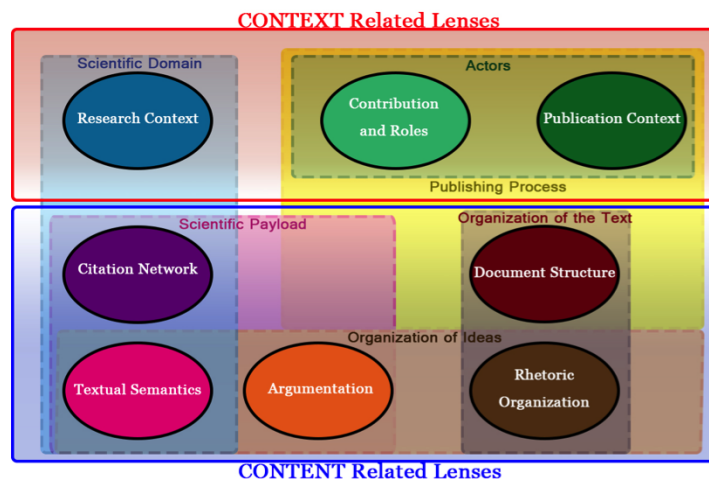 CONTEXT Related Lenses
Scientific Domain
Actors
Research Context
Contribution
and Roles
Publication Context
Publishing Process
Scientific Payload
Organization of the Text
Citation Network
Document Structure
Organization of Ideas
Textual Semantics
Argumentation
Rhetoric
Organization
CONTENT Related Lenses